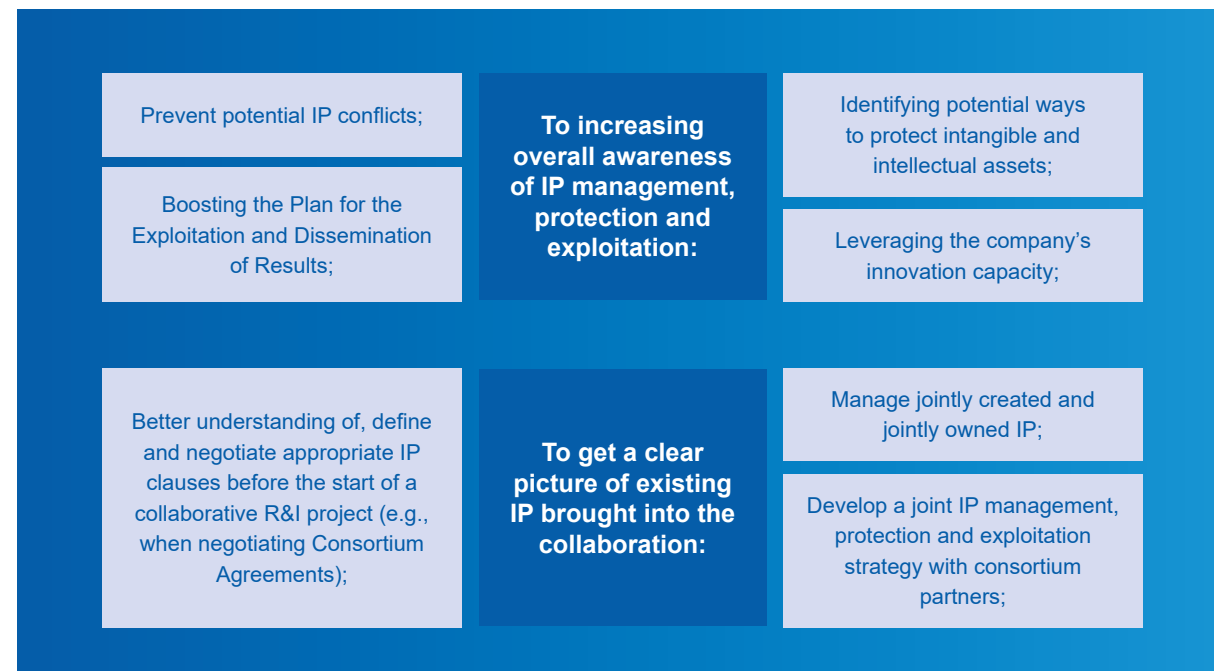 Prevent potential IP conflicts;
Boosting the Plan for the
Exploitation and Dissemination
of Results;
To increasing
overall awareness
of IP management,
protection and
exploitation:
Identifying potential ways
to protect intangible and
intellectual assets;
Leveraging the company’s
innovation capacity;
Better understanding of, define
and negotiate appropriate IP
clauses before the start of a
collaborative R&I project (e.g.,
when negotiating Consortium
Agreements);
To get a clear
picture of existing
IP brought into the
collaboration:
Manage jointly created and
jointly owned IP;
Develop a joint IP management,
protection and exploitation
strategy with consortium
partners;